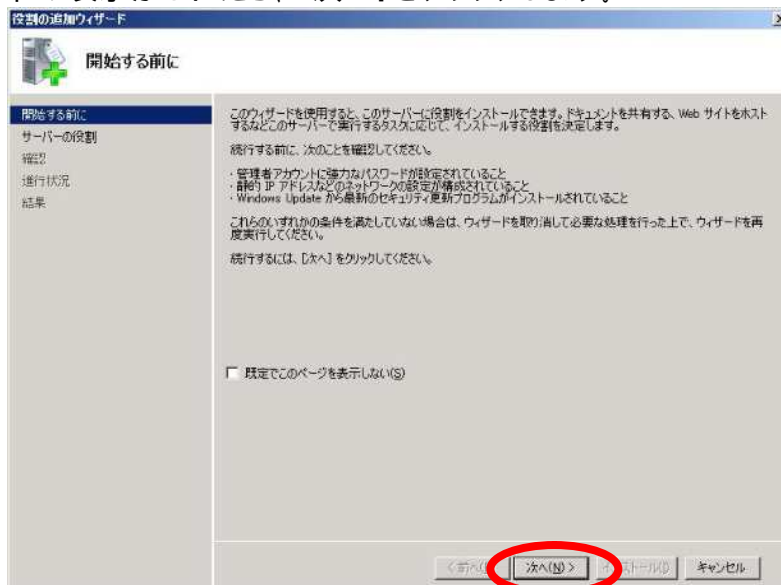 役割の追加ウィザード
開始する前に
開始する前に
サーバーの役割
確認
進行状況
結果
このウィザードを使用すると、このサーバーに役割をインストールできます。ドキュメントを共有する、Web サイトをホスト
するなどこのサーバーで実行するタスクに応じて、インストールする役割を決定します。
続行する前に、次のことを確認してください。
・管理者アカウントに強力なパスワードが設定されていること
・静的 IP アドレスなどのネットワークの設定が構成されていること
・Windows Update から最新のセキュリティ更新プログラムがインストールされていること
これらのいずれかの条件を満たしていない場合は、ウィザードを取り消して必要な処理を行った上で、ウィザードを再
度実行してください。
続行するには、[次へ] をクリックしてください。
既定でこのページを表示しない(S)
< 前へ
次へ(N) >
ストール(I)
キャンセル